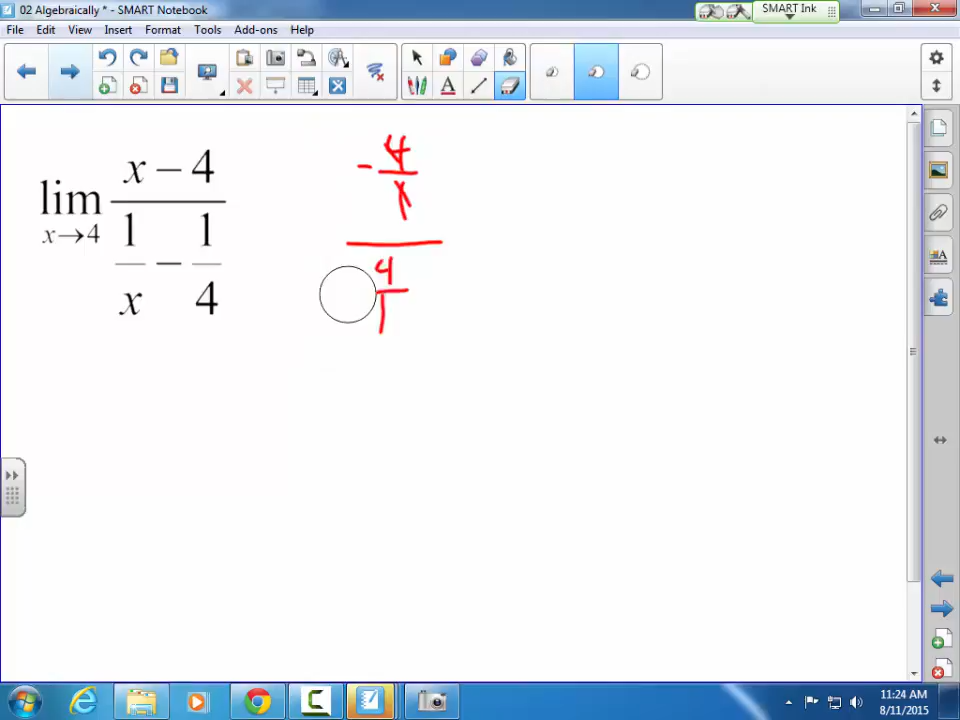 02 Algebraically * - SMART Notebook
SMART Ink
File Edit View Insert Format Tools Add-ons Help
A
lim x→4 (x − 4) / (1/x − 1/4)
- 4
x
4
1
11:24 AM
8/11/2015